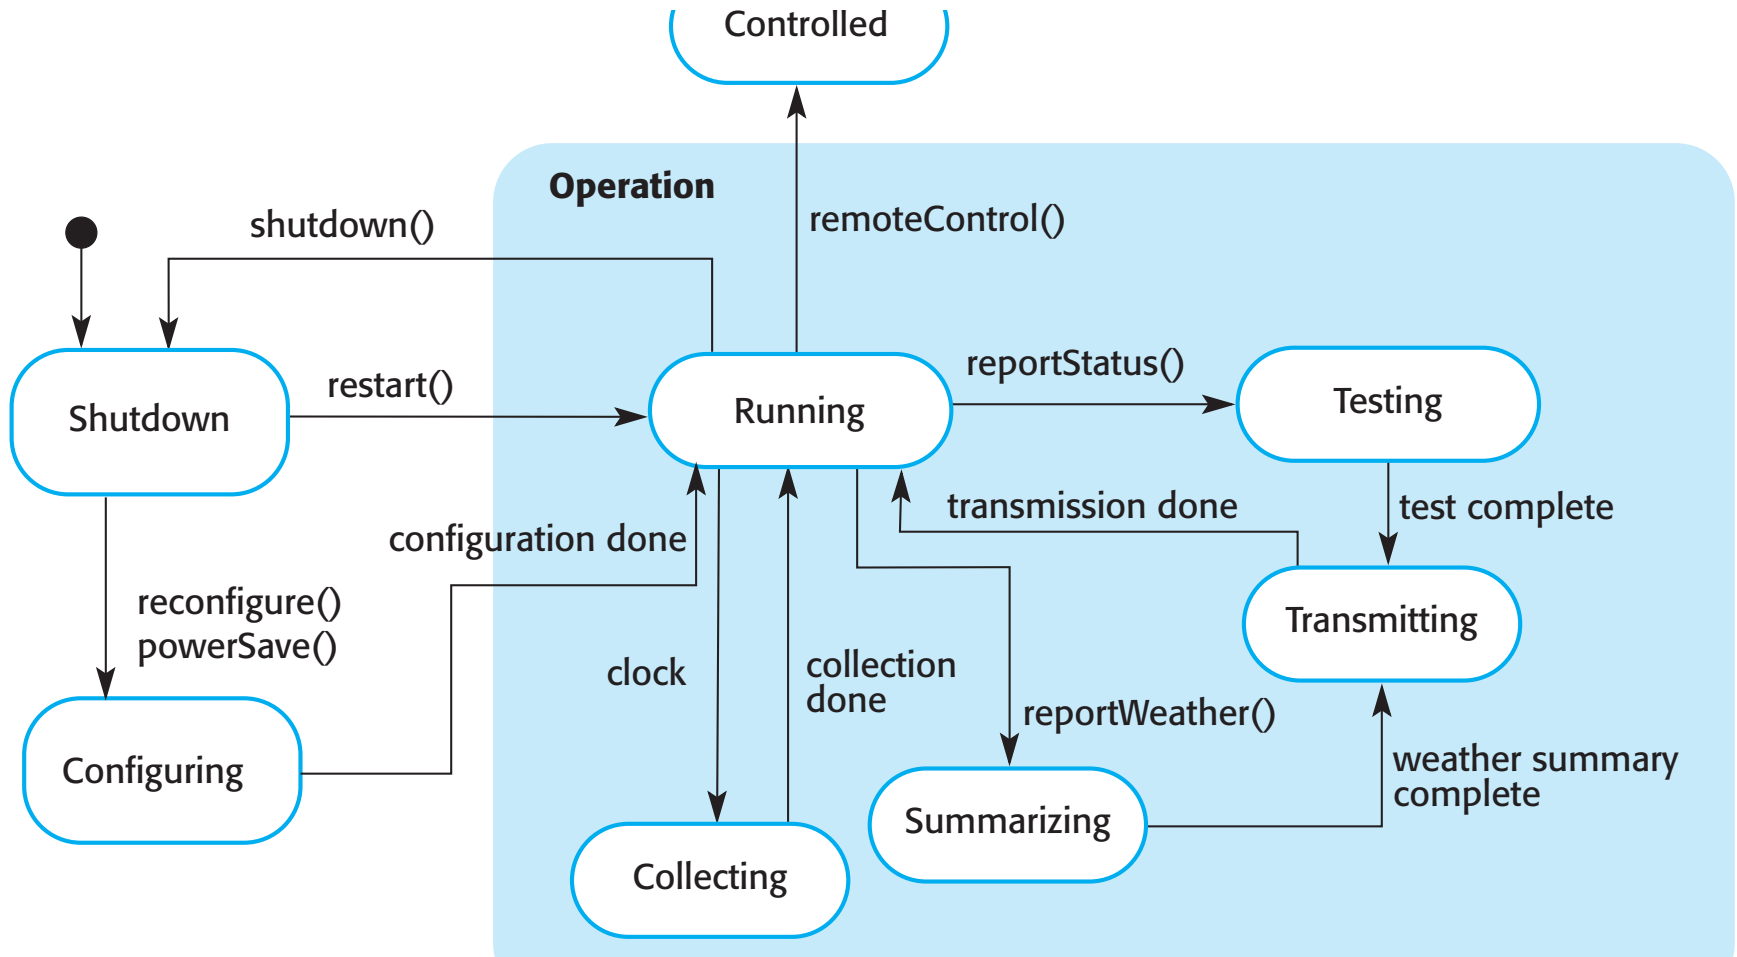 Controlled
Operation
shutdown()
remoteControl()
restart()
reportStatus()
Shutdown
Running
Testing
configuration done
transmission done
test complete
reconfigure()
powerSave()
Transmitting
clock
collection
done
reportWeather()
Configuring
weather summary
complete
Summarizing
Collecting